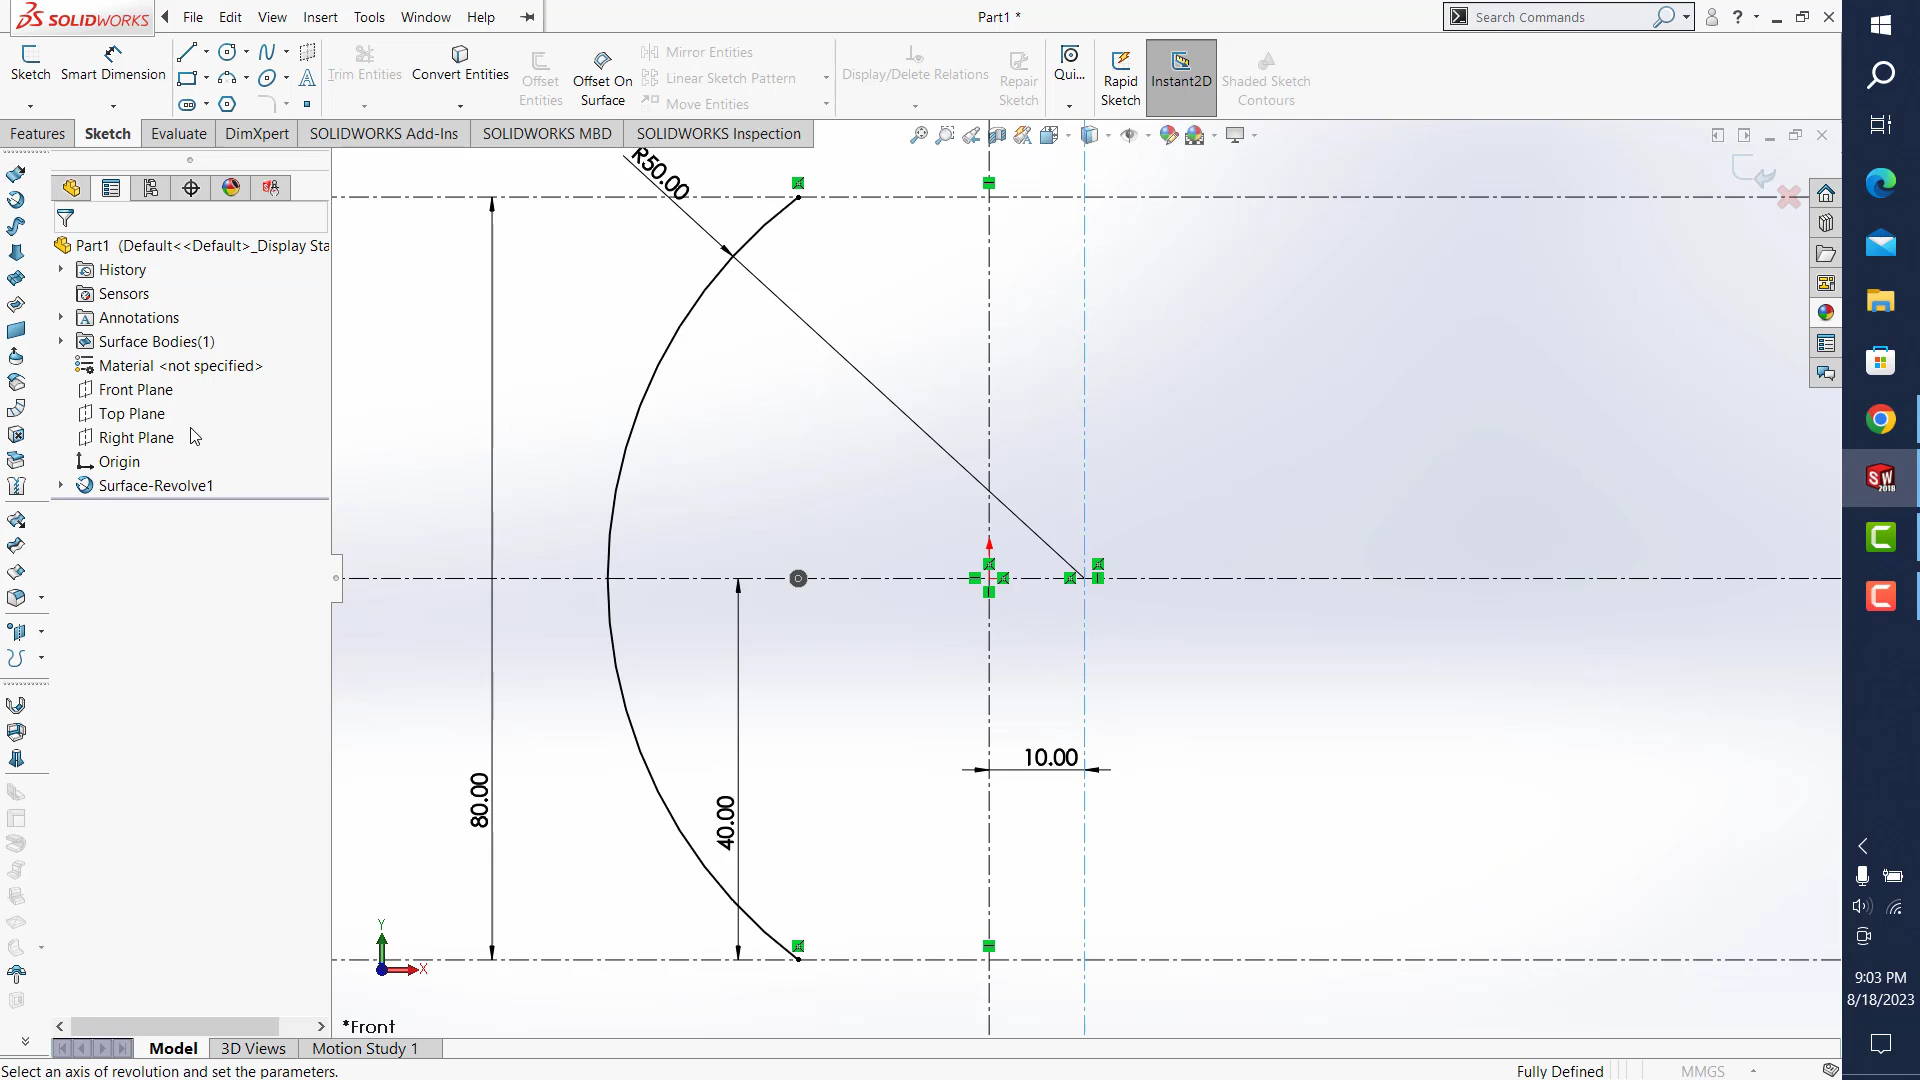 SOLIDWORKS File Edit View Insert Tools Window Help Part1 * Search Commands ?
Sketch Smart Dimension Trim Entities Convert Entities Offset Entities Offset On Surface Mirror Entities Linear Sketch Pattern Move Entities Display/Delete Relations Repair Sketch Qui... Rapid Sketch Instant2D Shaded Sketch Contours
Features Sketch Evaluate DimXpert SOLIDWORKS Add-Ins SOLIDWORKS MBD SOLIDWORKS Inspection
Part1 (Default<<Default>_Display Sta
History
Sensors
Annotations
Surface Bodies(1)
Material <not specified>
Front Plane
Top Plane
Right Plane
Origin
Surface-Revolve1
R50.00
80.00
40.00
10.00
Y
X
*Front
Model 3D Views Motion Study 1
Select an axis of revolution and set the parameters. Fully Defined MMGS
SW
2018
9:03 PM
8/18/2023